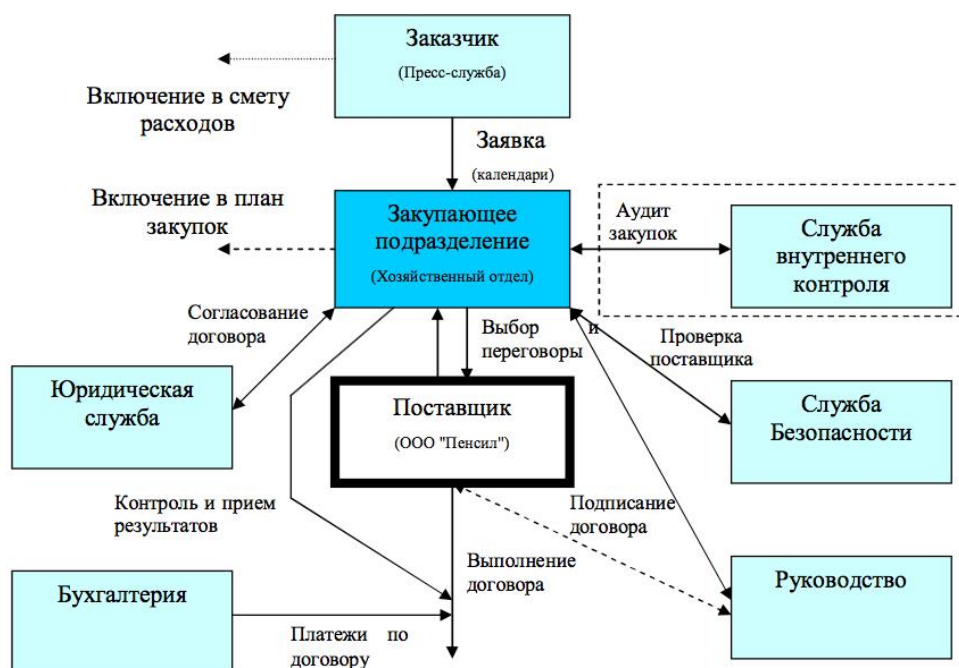 Заказчик
(Пресс-служба)
Включение в смету
расходов
Заявка
(календари)
Включение в план
закупок
Закупающее
подразделение
(Хозяйственный отдел)
Аудит
закупок
Служба
внутреннего
контроля
Согласование
договора
Выбор и
переговоры
Проверка
поставщика
Юридическая
служба
Поставщик
(ООО "Пенсил")
Служба
Безопасности
Контроль и прием
результатов
Подписание
договора
Выполнение
договора
Бухгалтерия
Платежи по
договору
Руководство